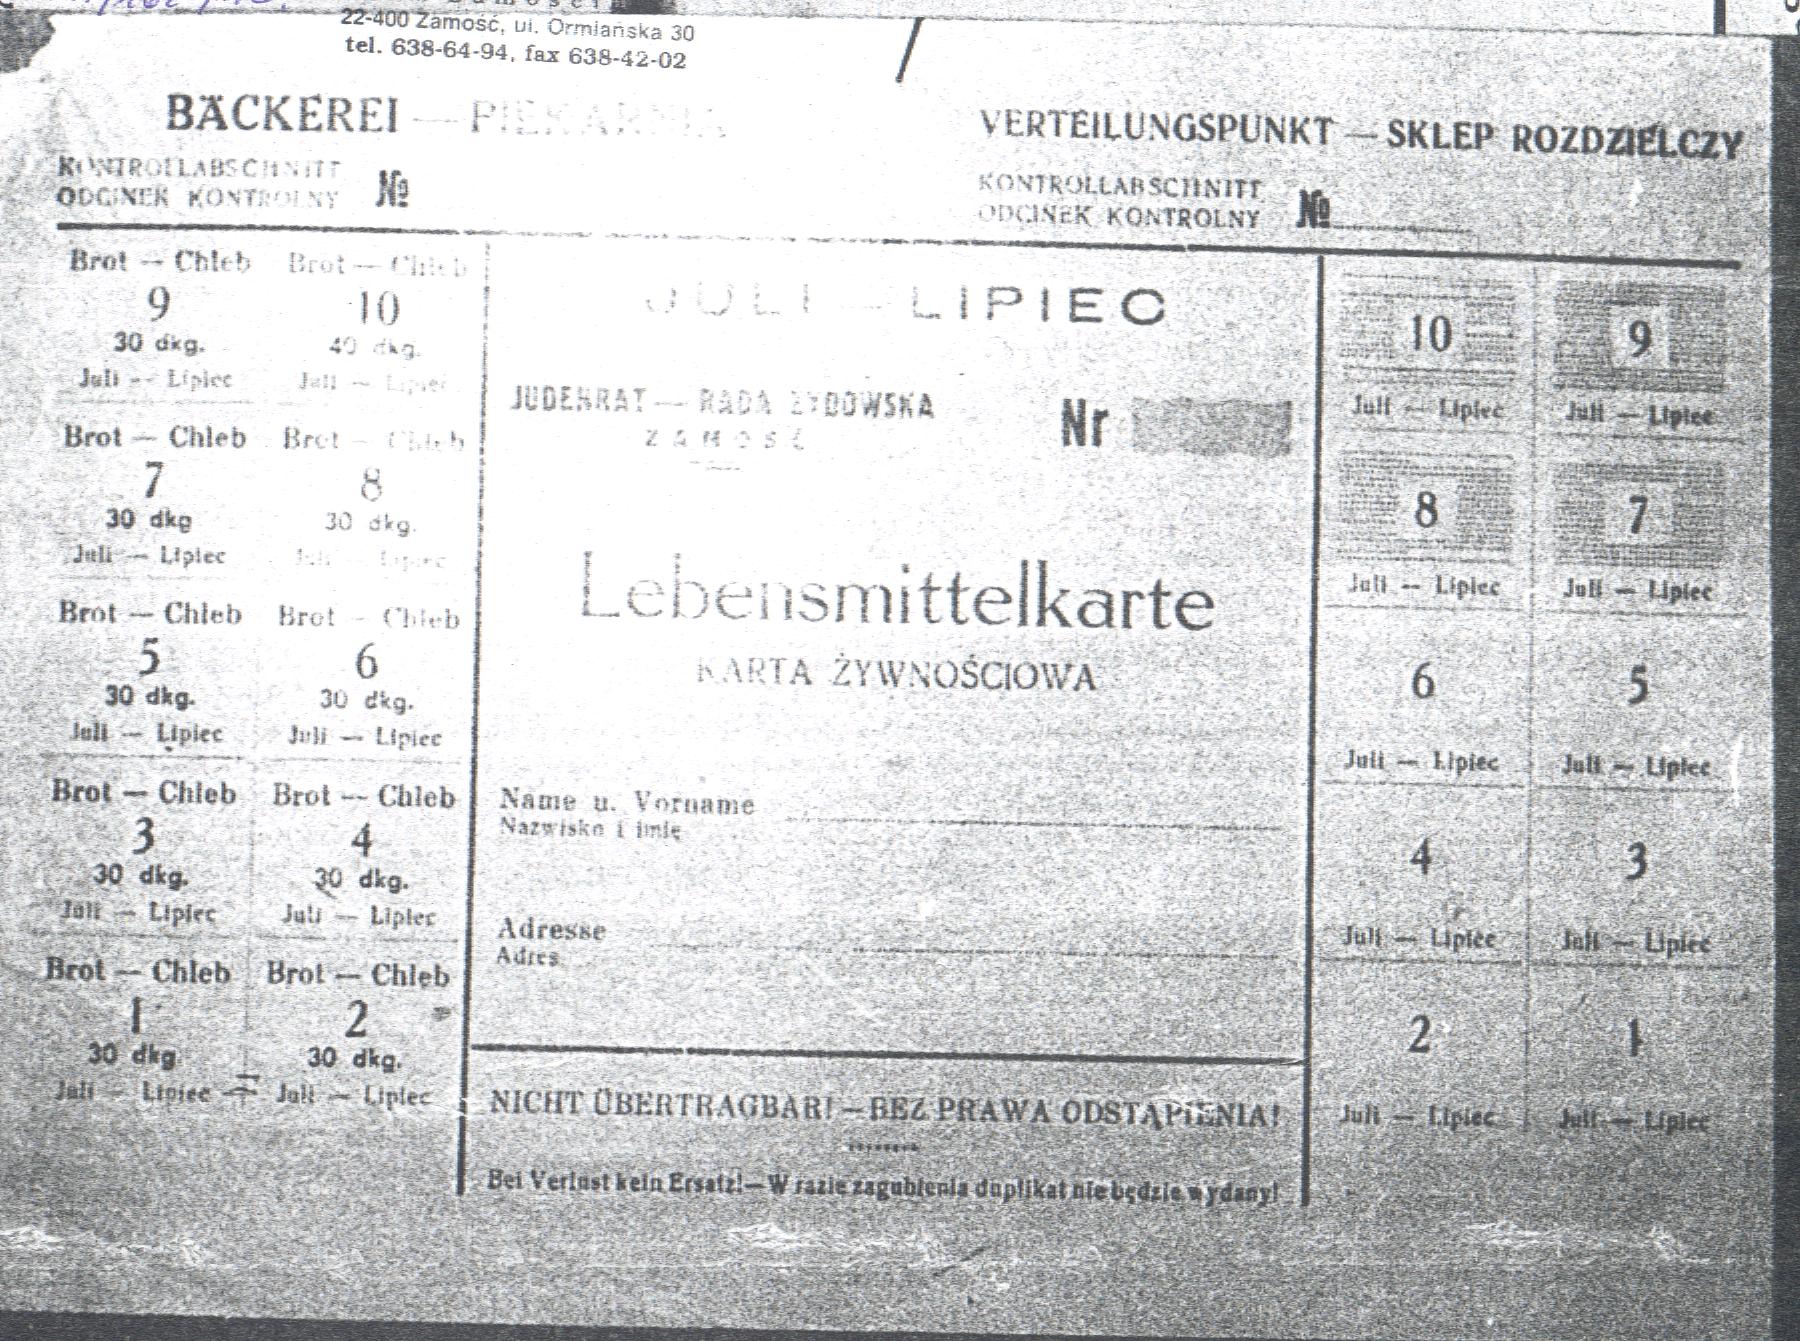 22-400 Zamość, ul. Ormiańska 30
tel. 638-64-94, fax 638-42-02
BÄCKEREI — PIEKARNIA
KONTROLLABSCHNITT
ODCINEK KONTROLNY №
VERTEILUNGSPUNKT — SKLEP ROZDZIELCZY
KONTROLLABSCHNITT
ODCINEK KONTROLNY №
Brot — Chleb
9
30 dkg.
Juli — Lipiec
Brot — Chleb
10
40 dkg.
Juli — Lipiec
Brot — Chleb
7
30 dkg
Juli — Lipiec
Brot — Chleb
8
30 dkg.
Juli — Lipiec
Brot — Chleb
5
30 dkg.
Juli — Lipiec
Brot — Chleb
6
30 dkg.
Juli — Lipiec
Brot — Chleb
3
30 dkg.
Juli — Lipiec
Brot — Chleb
4
30 dkg.
Juli — Lipiec
Brot — Chleb
1
30 dkg.
Juli — Lipiec
Brot — Chleb
2
30 dkg.
Juli — Lipiec
JULI — LIPIEC
JUDENRAT — RADA ŻYDOWSKA
ZAMOŚĆ
Nr
Lebensmittelkarte
KARTA ŻYWNOŚCIOWA
Name u. Vorname
Nazwisko i imię
Adresse
Adres
NICHT ÜBERTRAGBAR! — BEZ PRAWA ODSTĄPIENIA!
Bei Verlust kein Ersatz! — W razie zagubienia duplikat nie będzie wydany!
10
Juli — Lipiec
9
Juli — Lipiec
8
Juli — Lipiec
7
Juli — Lipiec
6
Juli — Lipiec
5
Juli — Lipiec
4
Juli — Lipiec
3
Juli — Lipiec
2
Juli — Lipiec
1
Juli — Lipiec